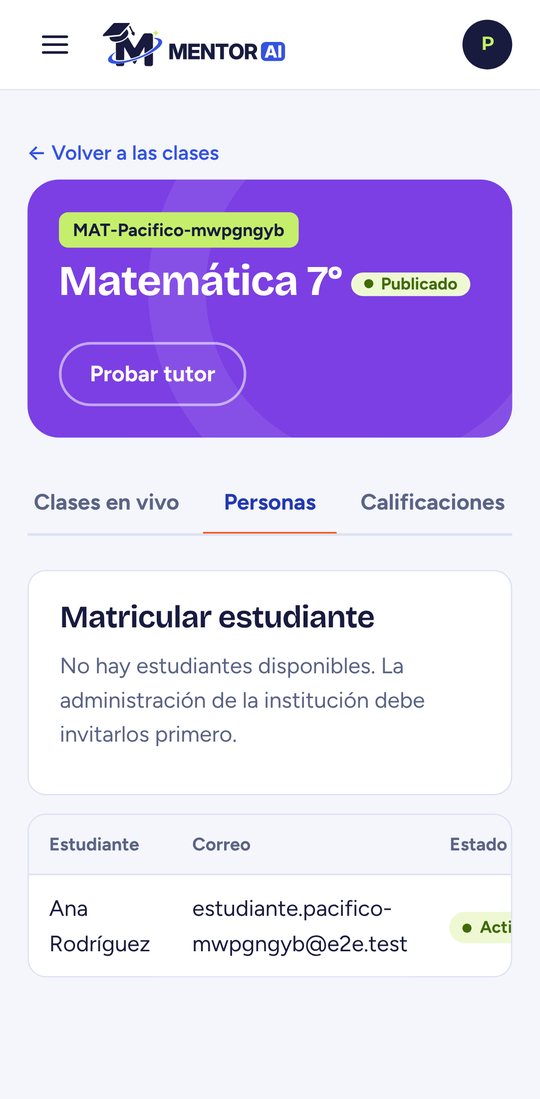 MENTOR AI
P
← Volver a las clases
MAT-Pacifico-mwpgngyb
Matemática 7° Publicado
Probar tutor
Clases en vivo Personas Calificaciones
Matricular estudiante
No hay estudiantes disponibles. La
administración de la institución debe
invitarlos primero.
Estudiante Correo Estado
Ana estudiante.pacifico-
Rodríguez mwpgngyb@e2e.test
Acti